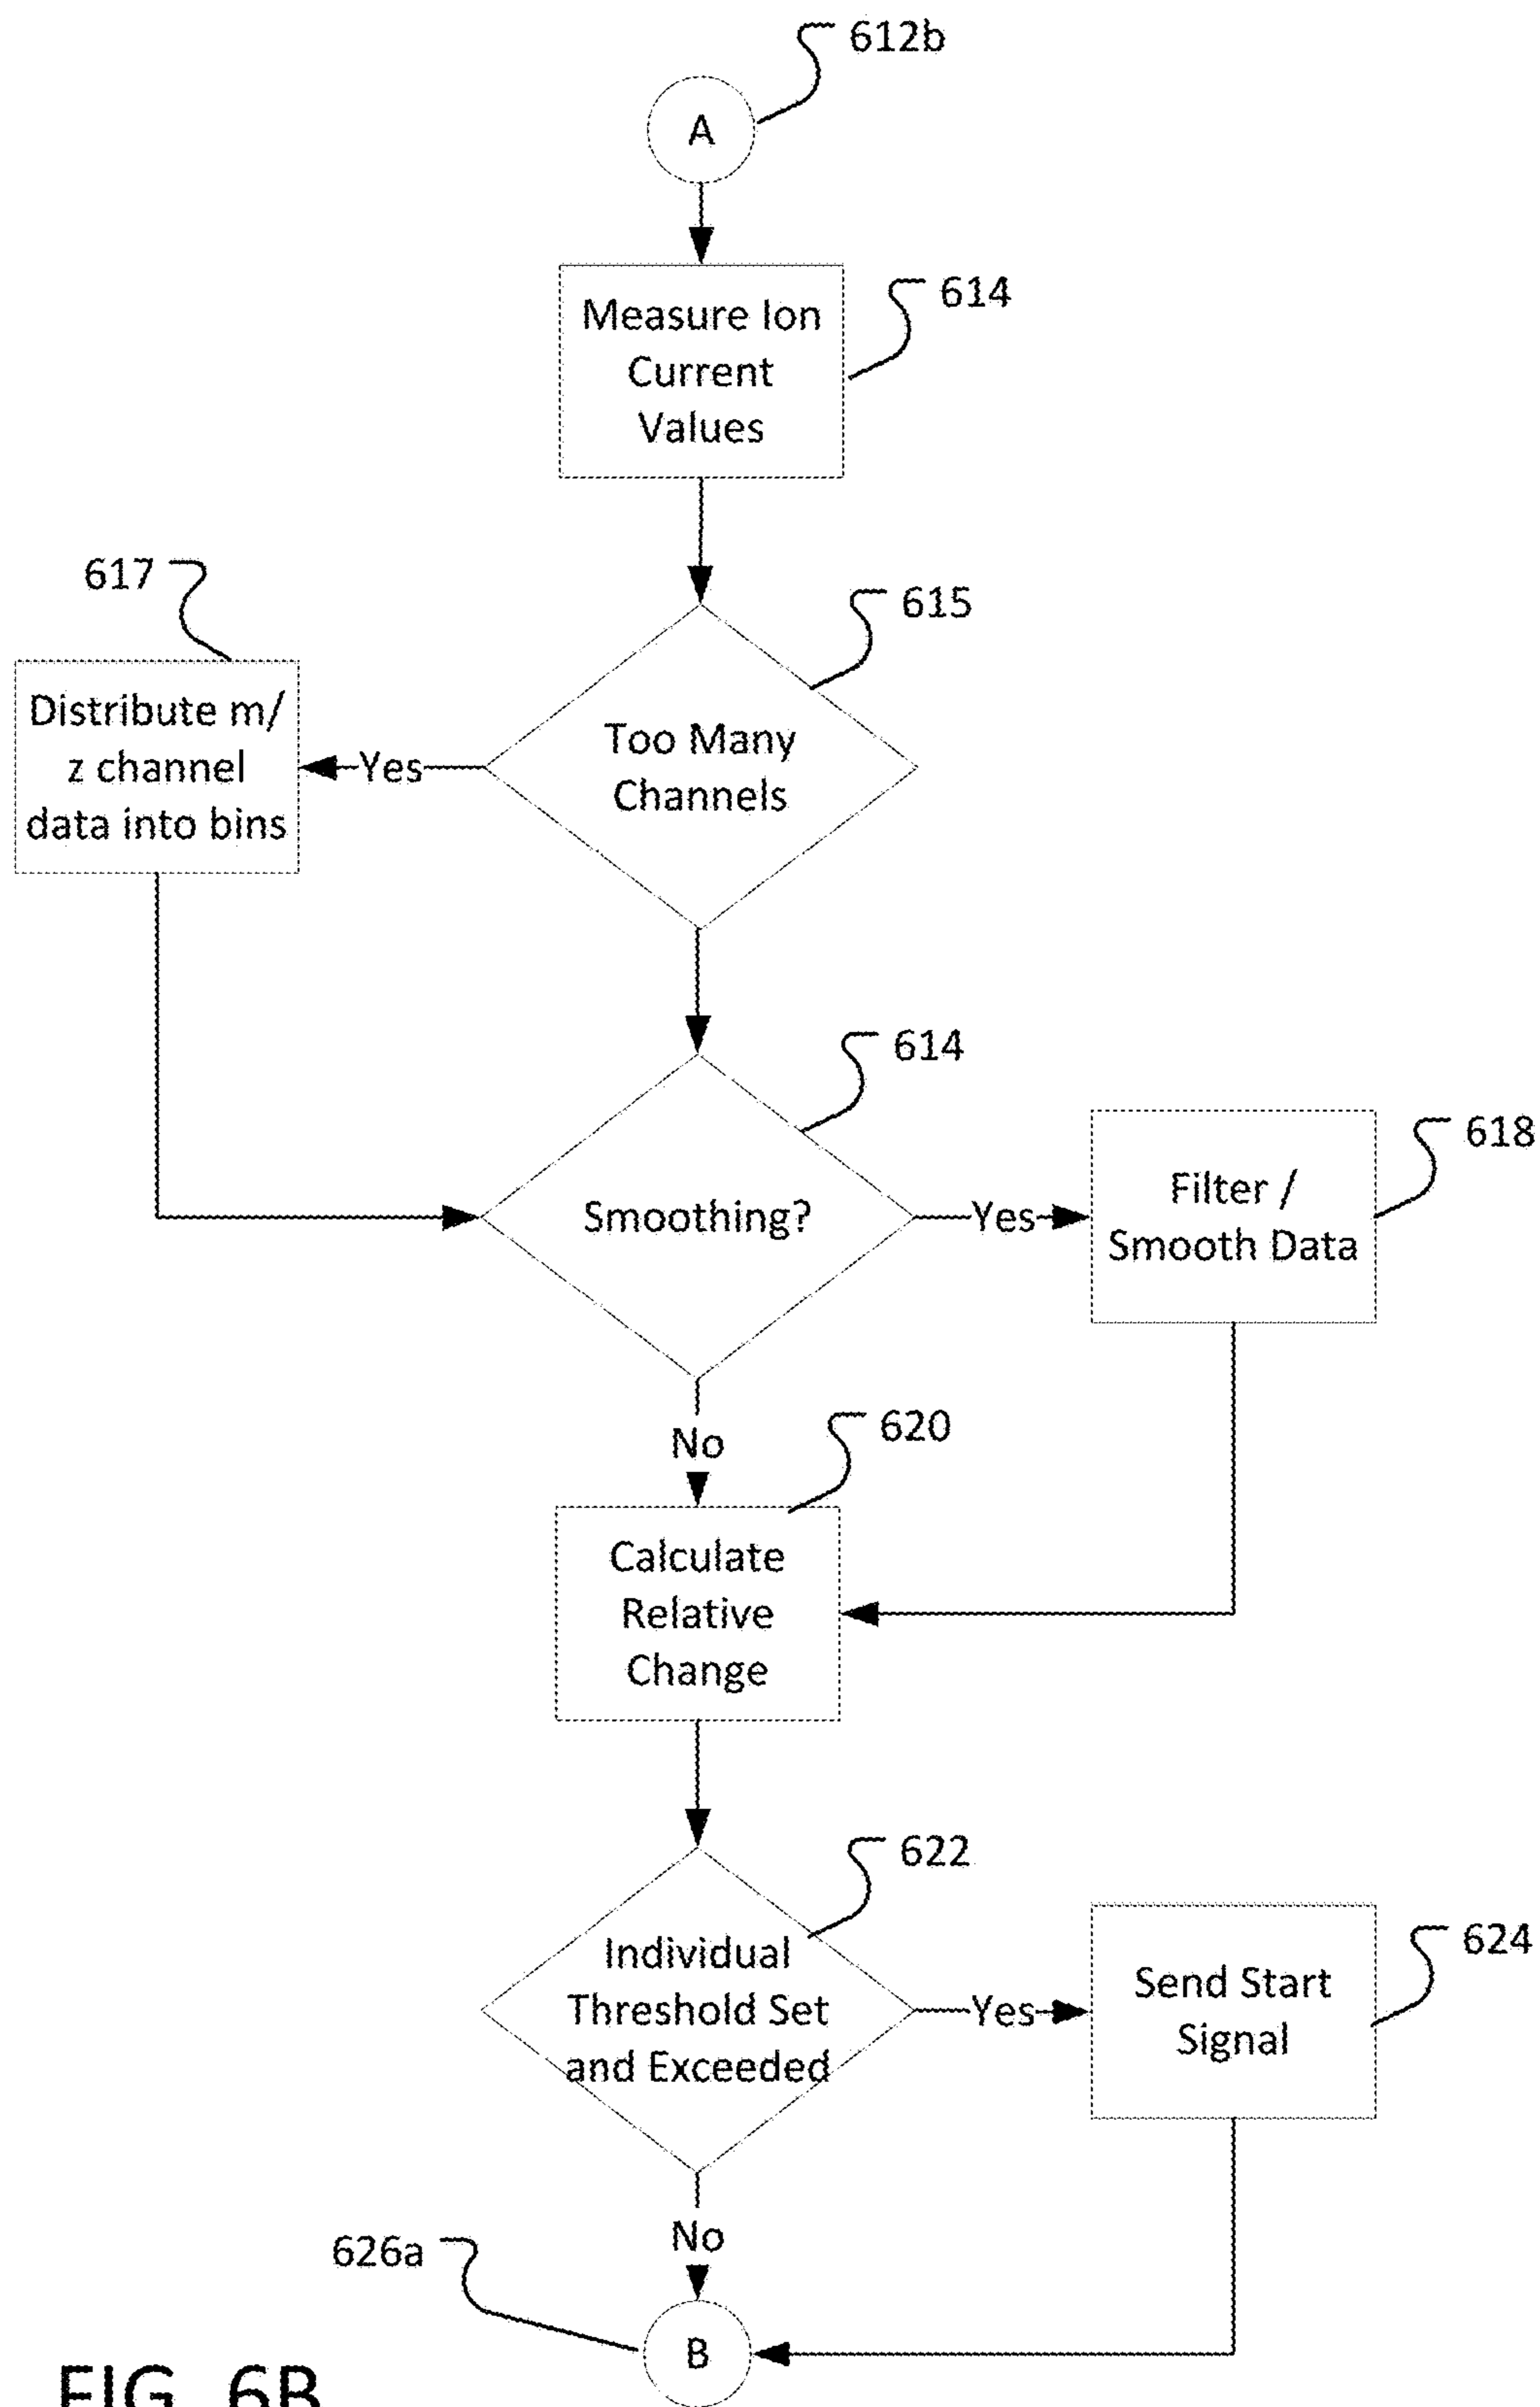 612b
A
Measure Ion
Current
Values
614
617
615
Distribute m/
z channel
data into bins
Yes
Too Many
Channels
614
618
Smoothing?
Yes
Filter /
Smooth Data
No
620
Calculate
Relative
Change
622
Individual
Threshold Set
and Exceeded
Yes
Send Start
Signal
624
No
626a
B
FIG. 6B